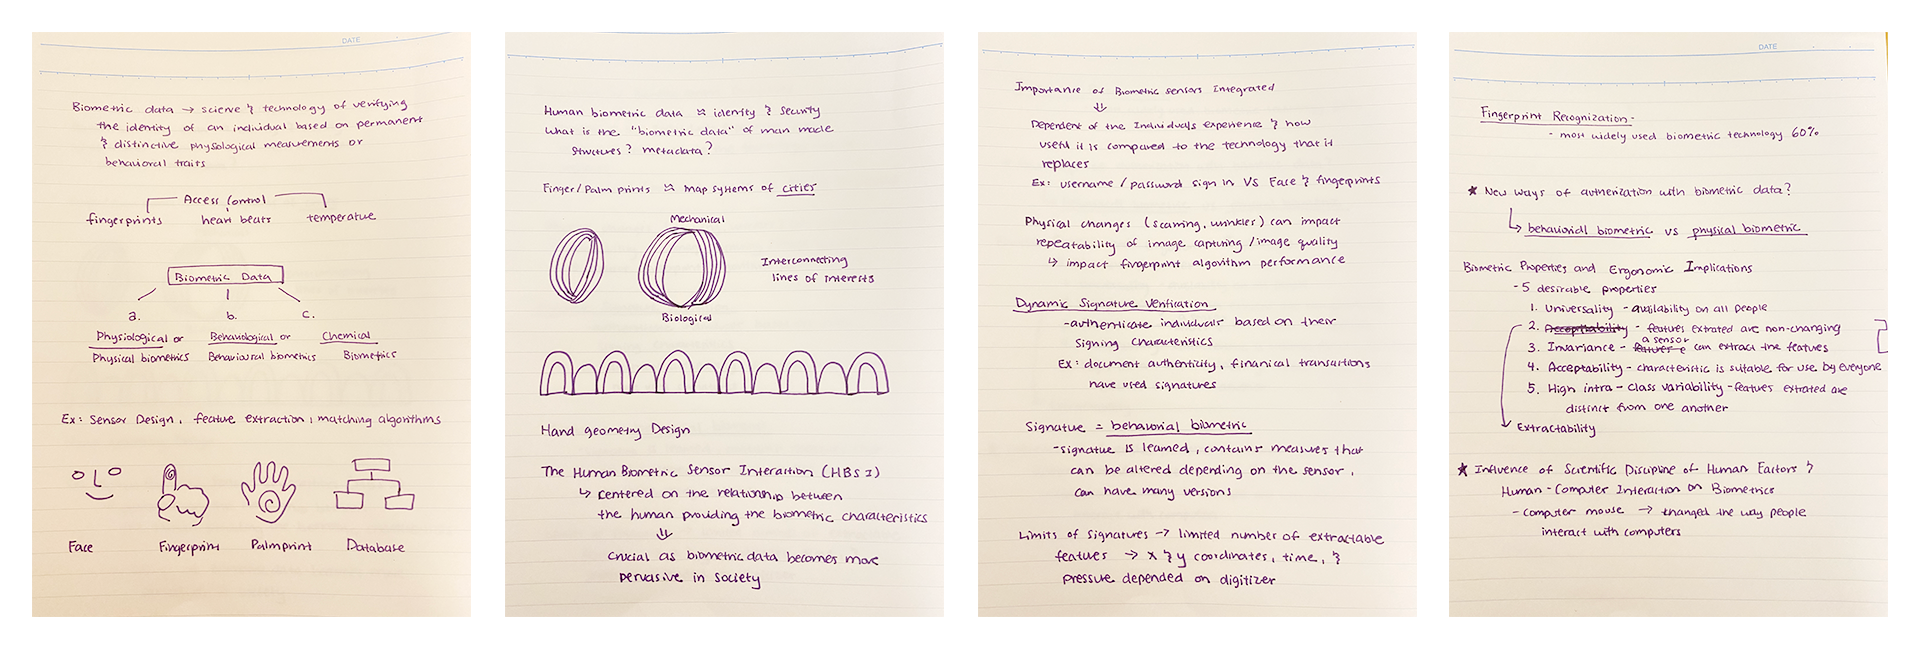 DATE
Biometric data → science & technology of verifying
the identity of an individual based on permanent
& distinctive physiological measurements or
behavioral traits
Access Control
fingerprints heart beats temperature
Biometric Data
a. b. c.
Physiological or Behavological or Chemical
Physical biometrics Behavioural biometrics Biometrics
Ex: Sensor Design, feature extraction, matching algorithms
Face Fingerprint Palmprint Database
Human biometric data ≈ identity & security
What is the "biometric data" of man made
structures? metadata?
Finger/Palm prints ≈ map systems of cities
Mechanical
Interconnecting
lines of interests
Biological
Hand geometry Design
The Human Biometric Sensor Interaction (HBSI)
↳ centered on the relationship between
the human providing the biometric characteristics
⇓
crucial as biometric data becomes more
pervasive in society
Importance of Biometric sensors Integrated
⇓
Dependent of the Individuals experience & how
useful it is compared to the technology that it
replaces
Ex: username / password sign in Vs Face & fingerprints
Physical changes (scarring, wrinkles) can impact
repeatability of image capturing/image quality
↳ impact fingerprint algorithm performance
Dynamic Signature Verification
-authenticate individuals based on their
signing characteristics
Ex: document authenticity, finanical transactions
have used signatures
Signature = behavorial biometric
-signature is learned, contains measures that
can be altered depending on the sensor,
can have many versions
Limits of Signatures → limited number of extractable
features → x & y coordinates, time, &
pressure depended on digitizer
DATE
Fingerprint Recognization-
- most widely used biometric technology 60%
★ New ways of authenization with biometric data?
↳ behavioridl biometric vs physical biometric
Biometric Properties and Ergonomic Implications
-5 desirable properties
1. Universality - availability on all people
2. Acceptability - features extrated are non-changing
a sensor
3. Invariance - can extract the features
4. Acceptability - characteristic is suitable for use by everyone
5. High intra - class variability - features extrated are
distinct from one another
Extractability
★ Influence of Scientific Discipline of Human Factors &
Human - Computer Interaction on Biometrics
- computer mouse → changed the way people
interact with computers